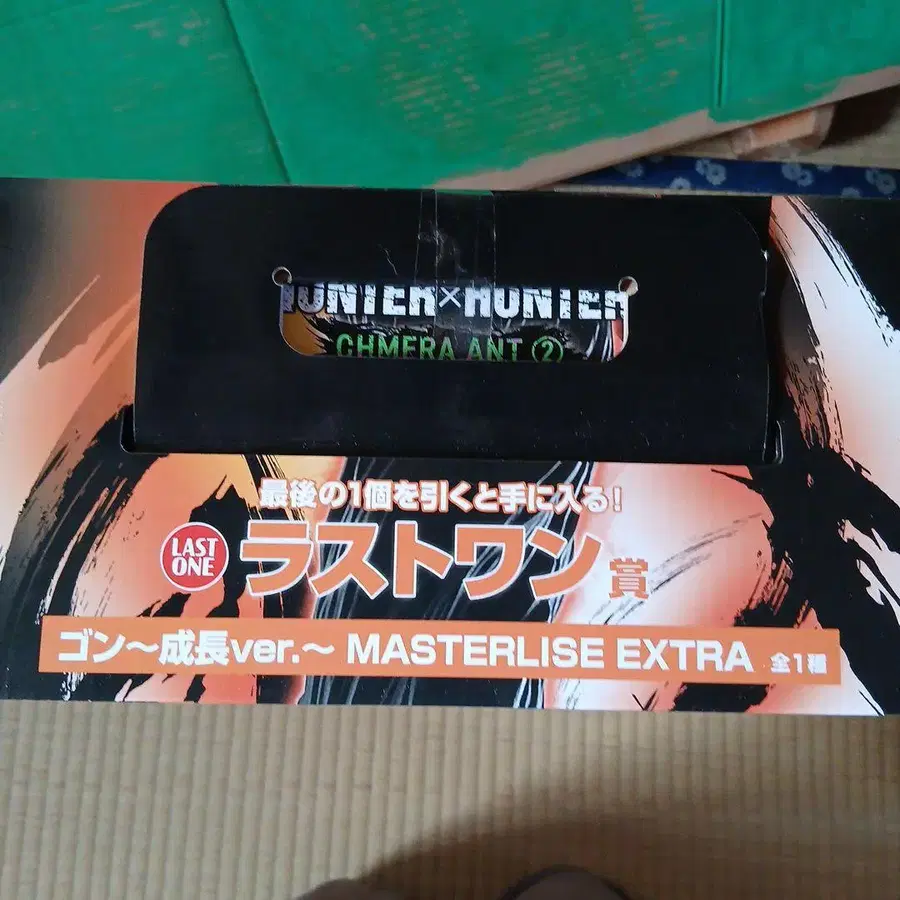 HUNTER×HUNTER
CHMERA ANT ②
最後の1個を引くと手に入る!
LAST ONE
ラストワン賞
ゴン〜成長ver.〜 MASTERLISE EXTRA 全1種